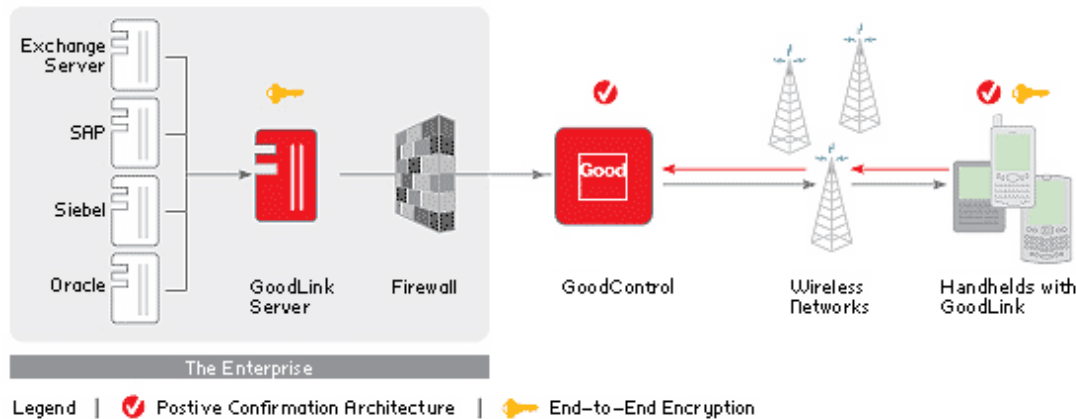 Exchange
Server
SAP
Siebel
Oracle
GoodLink
Server
Firewall
Good
GoodControl
Wireless
Networks
Handhelds with
GoodLink
The Enterprise
Legend | Postive Confirmation Architecture | End-to-End Encryption